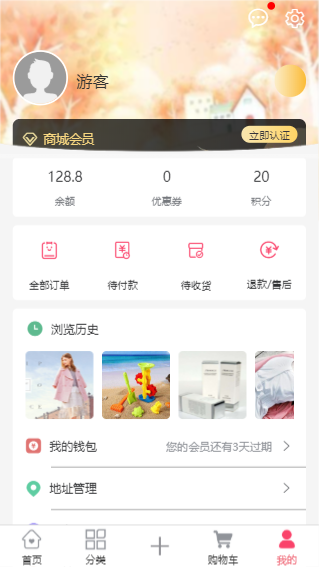 游客
商城会员 立即认证
128.8 0 20
余额 优惠券 积分
全部订单 待付款 待收货 退款/售后
浏览历史
我的钱包 您的会员还有3天过期
地址管理
首页 分类 购物车 我的